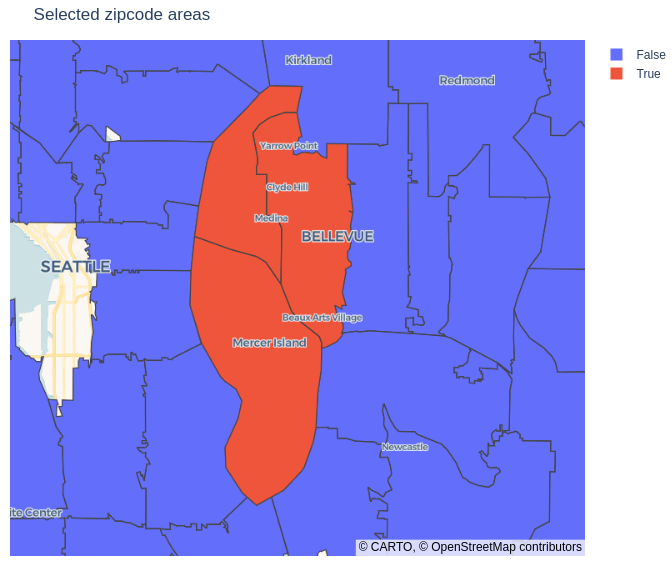 Selected zipcode areas
False
True
Kirkland
Redmond
Yarrow Point
Clyde Hill
Medina
BELLEVUE
SEATTLE
Beaux Arts Village
Mercer Island
Newcastle
ite Center
© CARTO, © OpenStreetMap contributors